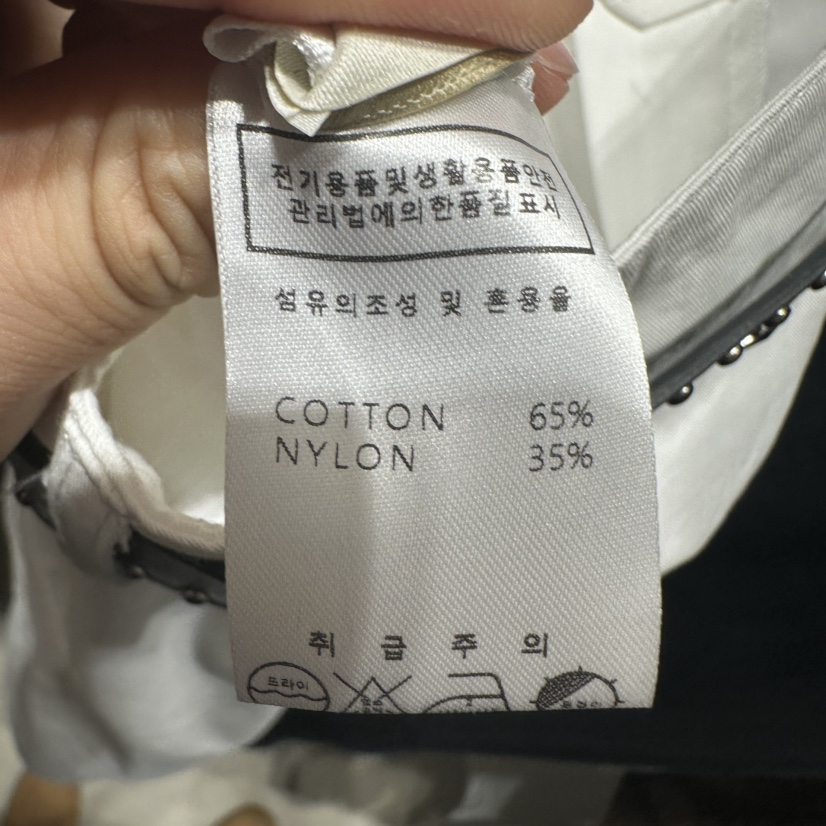 전기용품및생활용품안전
관리법에의한품질표시
섬유의조성 및 혼용율
COTTON 65%
NYLON 35%
취 급 주 의
드라이